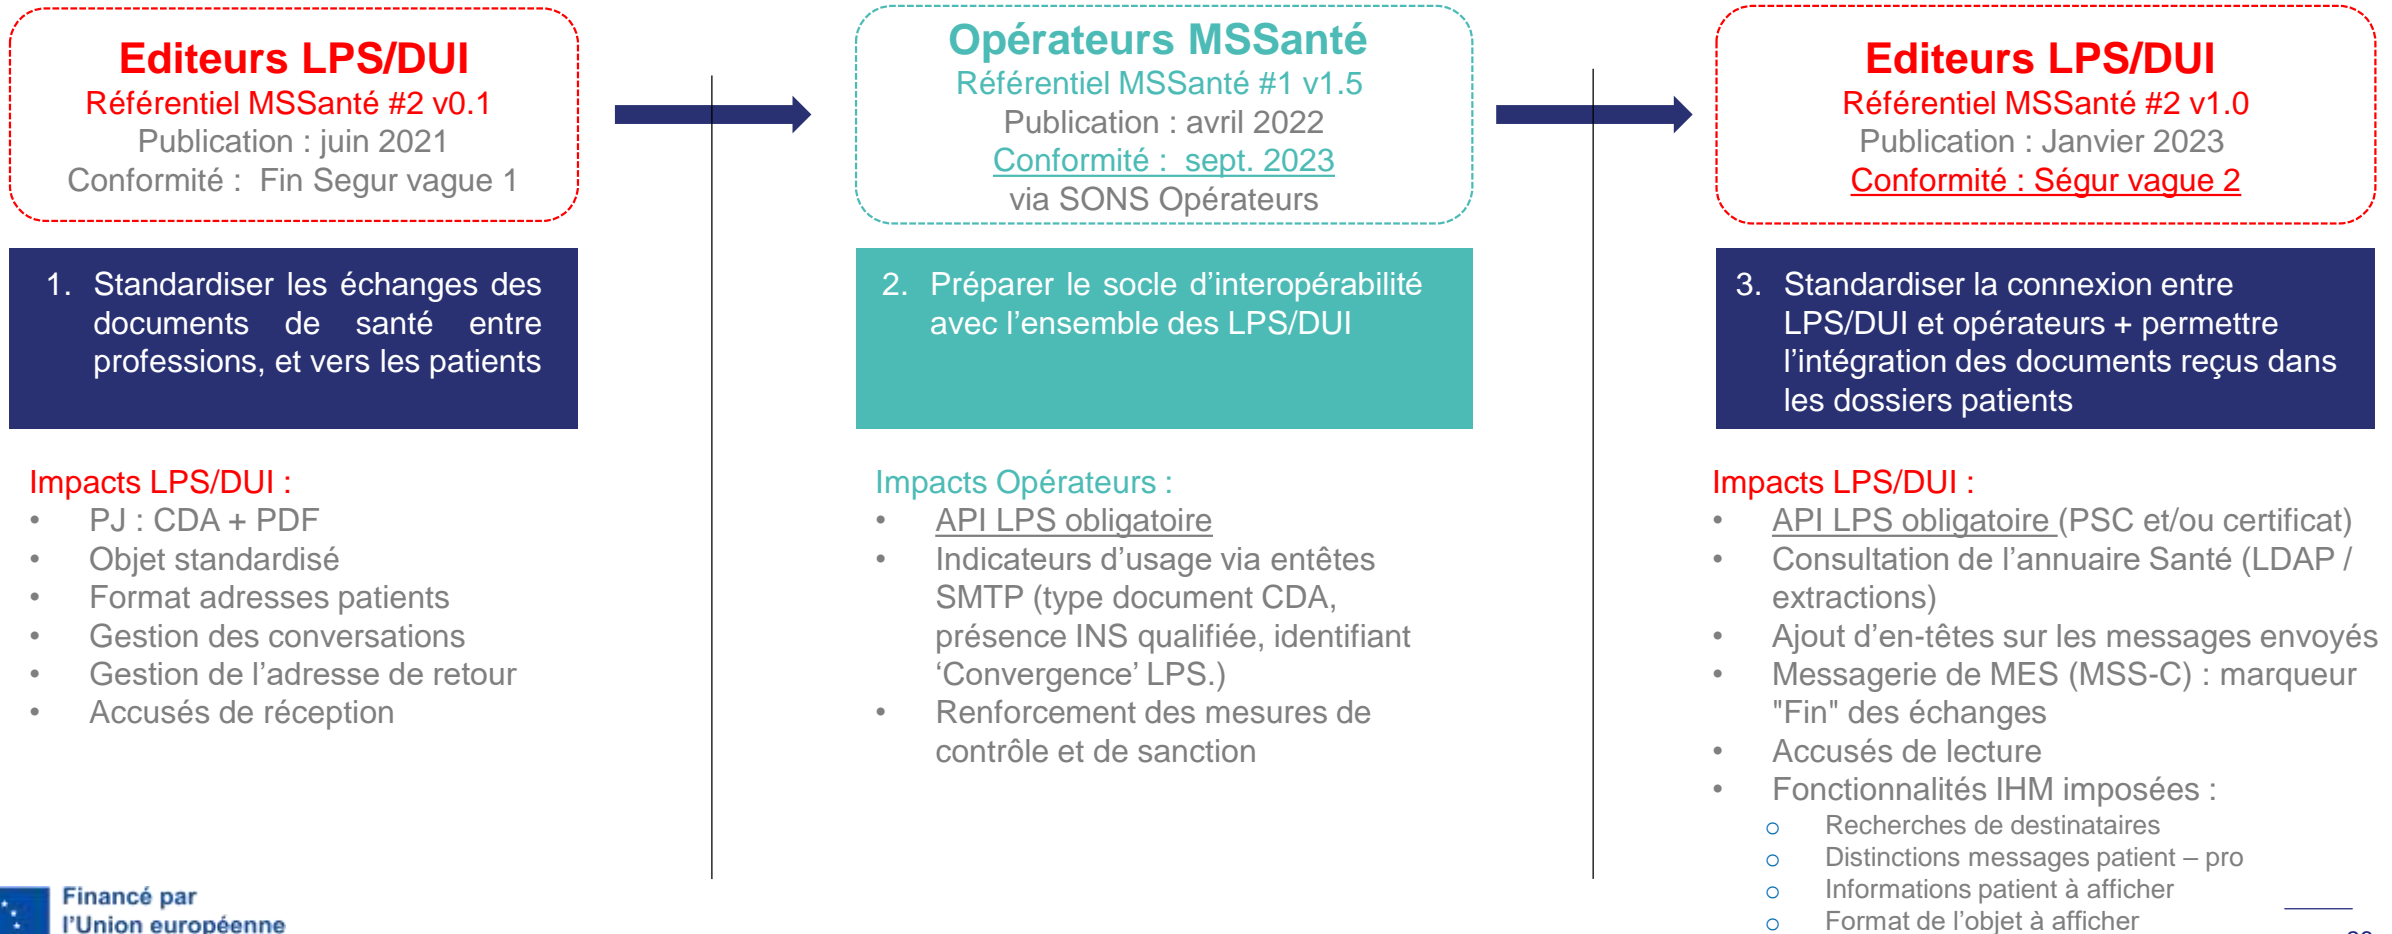 Editeurs LPS/DUI
Référentiel MSSanté #2 v0.1
Publication : juin 2021
Conformité : Fin Segur vague 1
1. Standardiser les échanges des
documents de santé entre
professions, et vers les patients
Impacts LPS/DUI :
• PJ : CDA + PDF
• Objet standardisé
• Format adresses patients
• Gestion des conversations
• Gestion de l’adresse de retour
• Accusés de réception
Opérateurs MSSanté
Référentiel MSSanté #1 v1.5
Publication : avril 2022
Conformité : sept. 2023
via SONS Opérateurs
2. Préparer le socle d’interopérabilité
avec l’ensemble des LPS/DUI
Impacts Opérateurs :
• API LPS obligatoire
• Indicateurs d’usage via entêtes
SMTP (type document CDA,
présence INS qualifiée, identifiant
‘Convergence’ LPS.)
• Renforcement des mesures de
contrôle et de sanction
Editeurs LPS/DUI
Référentiel MSSanté #2 v1.0
Publication : Janvier 2023
Conformité : Ségur vague 2
3. Standardiser la connexion entre
LPS/DUI et opérateurs + permettre
l’intégration des documents reçus dans
les dossiers patients
Impacts LPS/DUI :
• API LPS obligatoire (PSC et/ou certificat)
• Consultation de l’annuaire Santé (LDAP /
extractions)
• Ajout d’en-têtes sur les messages envoyés
• Messagerie de MES (MSS-C) : marqueur
"Fin" des échanges
• Accusés de lecture
• Fonctionnalités IHM imposées :
o Recherches de destinataires
o Distinctions messages patient – pro
o Informations patient à afficher
o Format de l’objet à afficher
Financé par
l’Union européenne